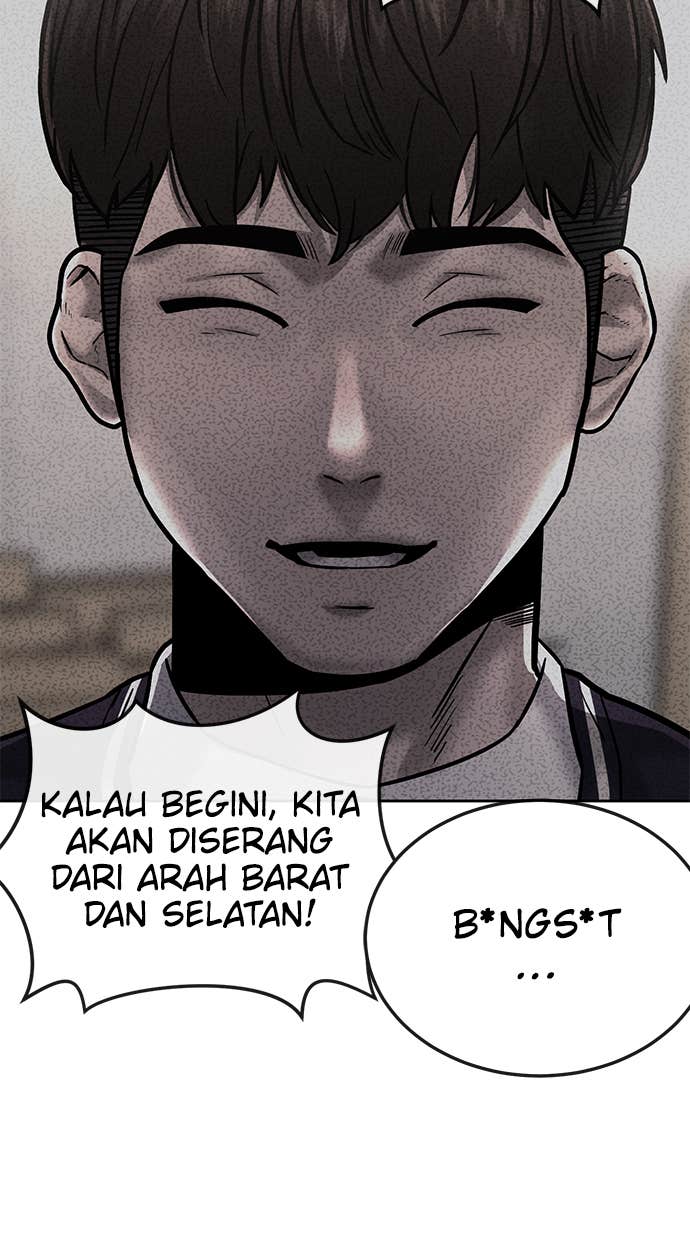 KALAU BEGINI, KITA
AKAN DISERANG
DARI ARAH BARAT
DAN SELATAN!
B*NGS*T
...